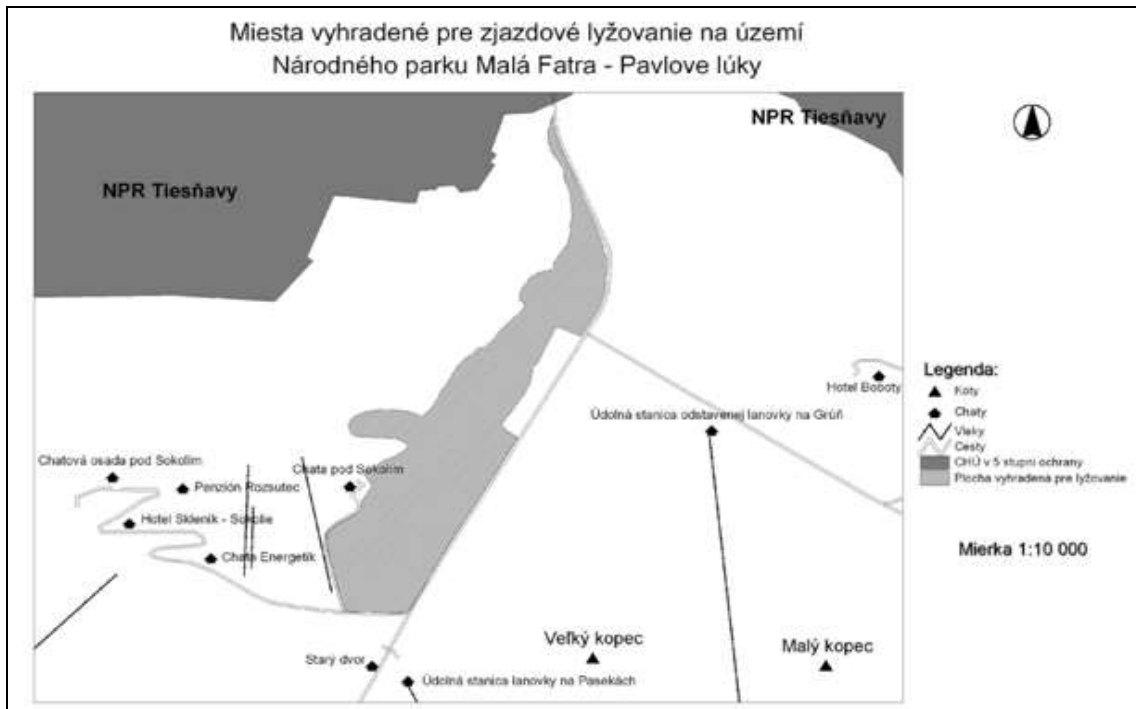 Miesta vyhradené pre zjazdové lyžovanie na území
Národného parku Malá Fatra - Pavlove lúky
NPR Tiesňavy
NPR Tiesňavy
Hotel Boboty
Údolná stanica odstavenej lanovky na Grúň
Chatová osada pod Sokolím
Chata pod Sokolím
Penzión Rozsutec
Hotel Skleník - Sokolie
Chata Energetik
Veľký kopec
Malý kopec
Starý dvor
Údolná stanica lanovky na Pasekách
Legenda:
Kóty
Chaty
Vleky
Cesty
CHÚ v 5 stupni ochrany
Plocha vyhradená pre lyžovanie
Mierka 1:10 000